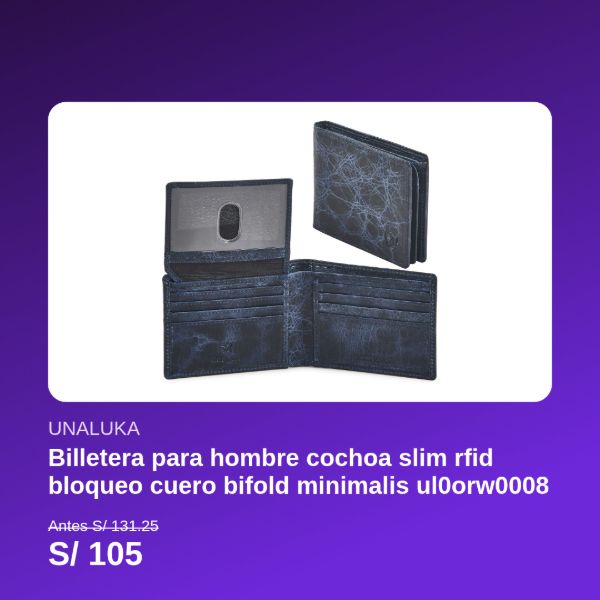 UNALUKA
Billetera para hombre cochoa slim rfid
bloqueo cuero bifold minimalis ul0orw0008
Antes S/ 131.25
S/ 105